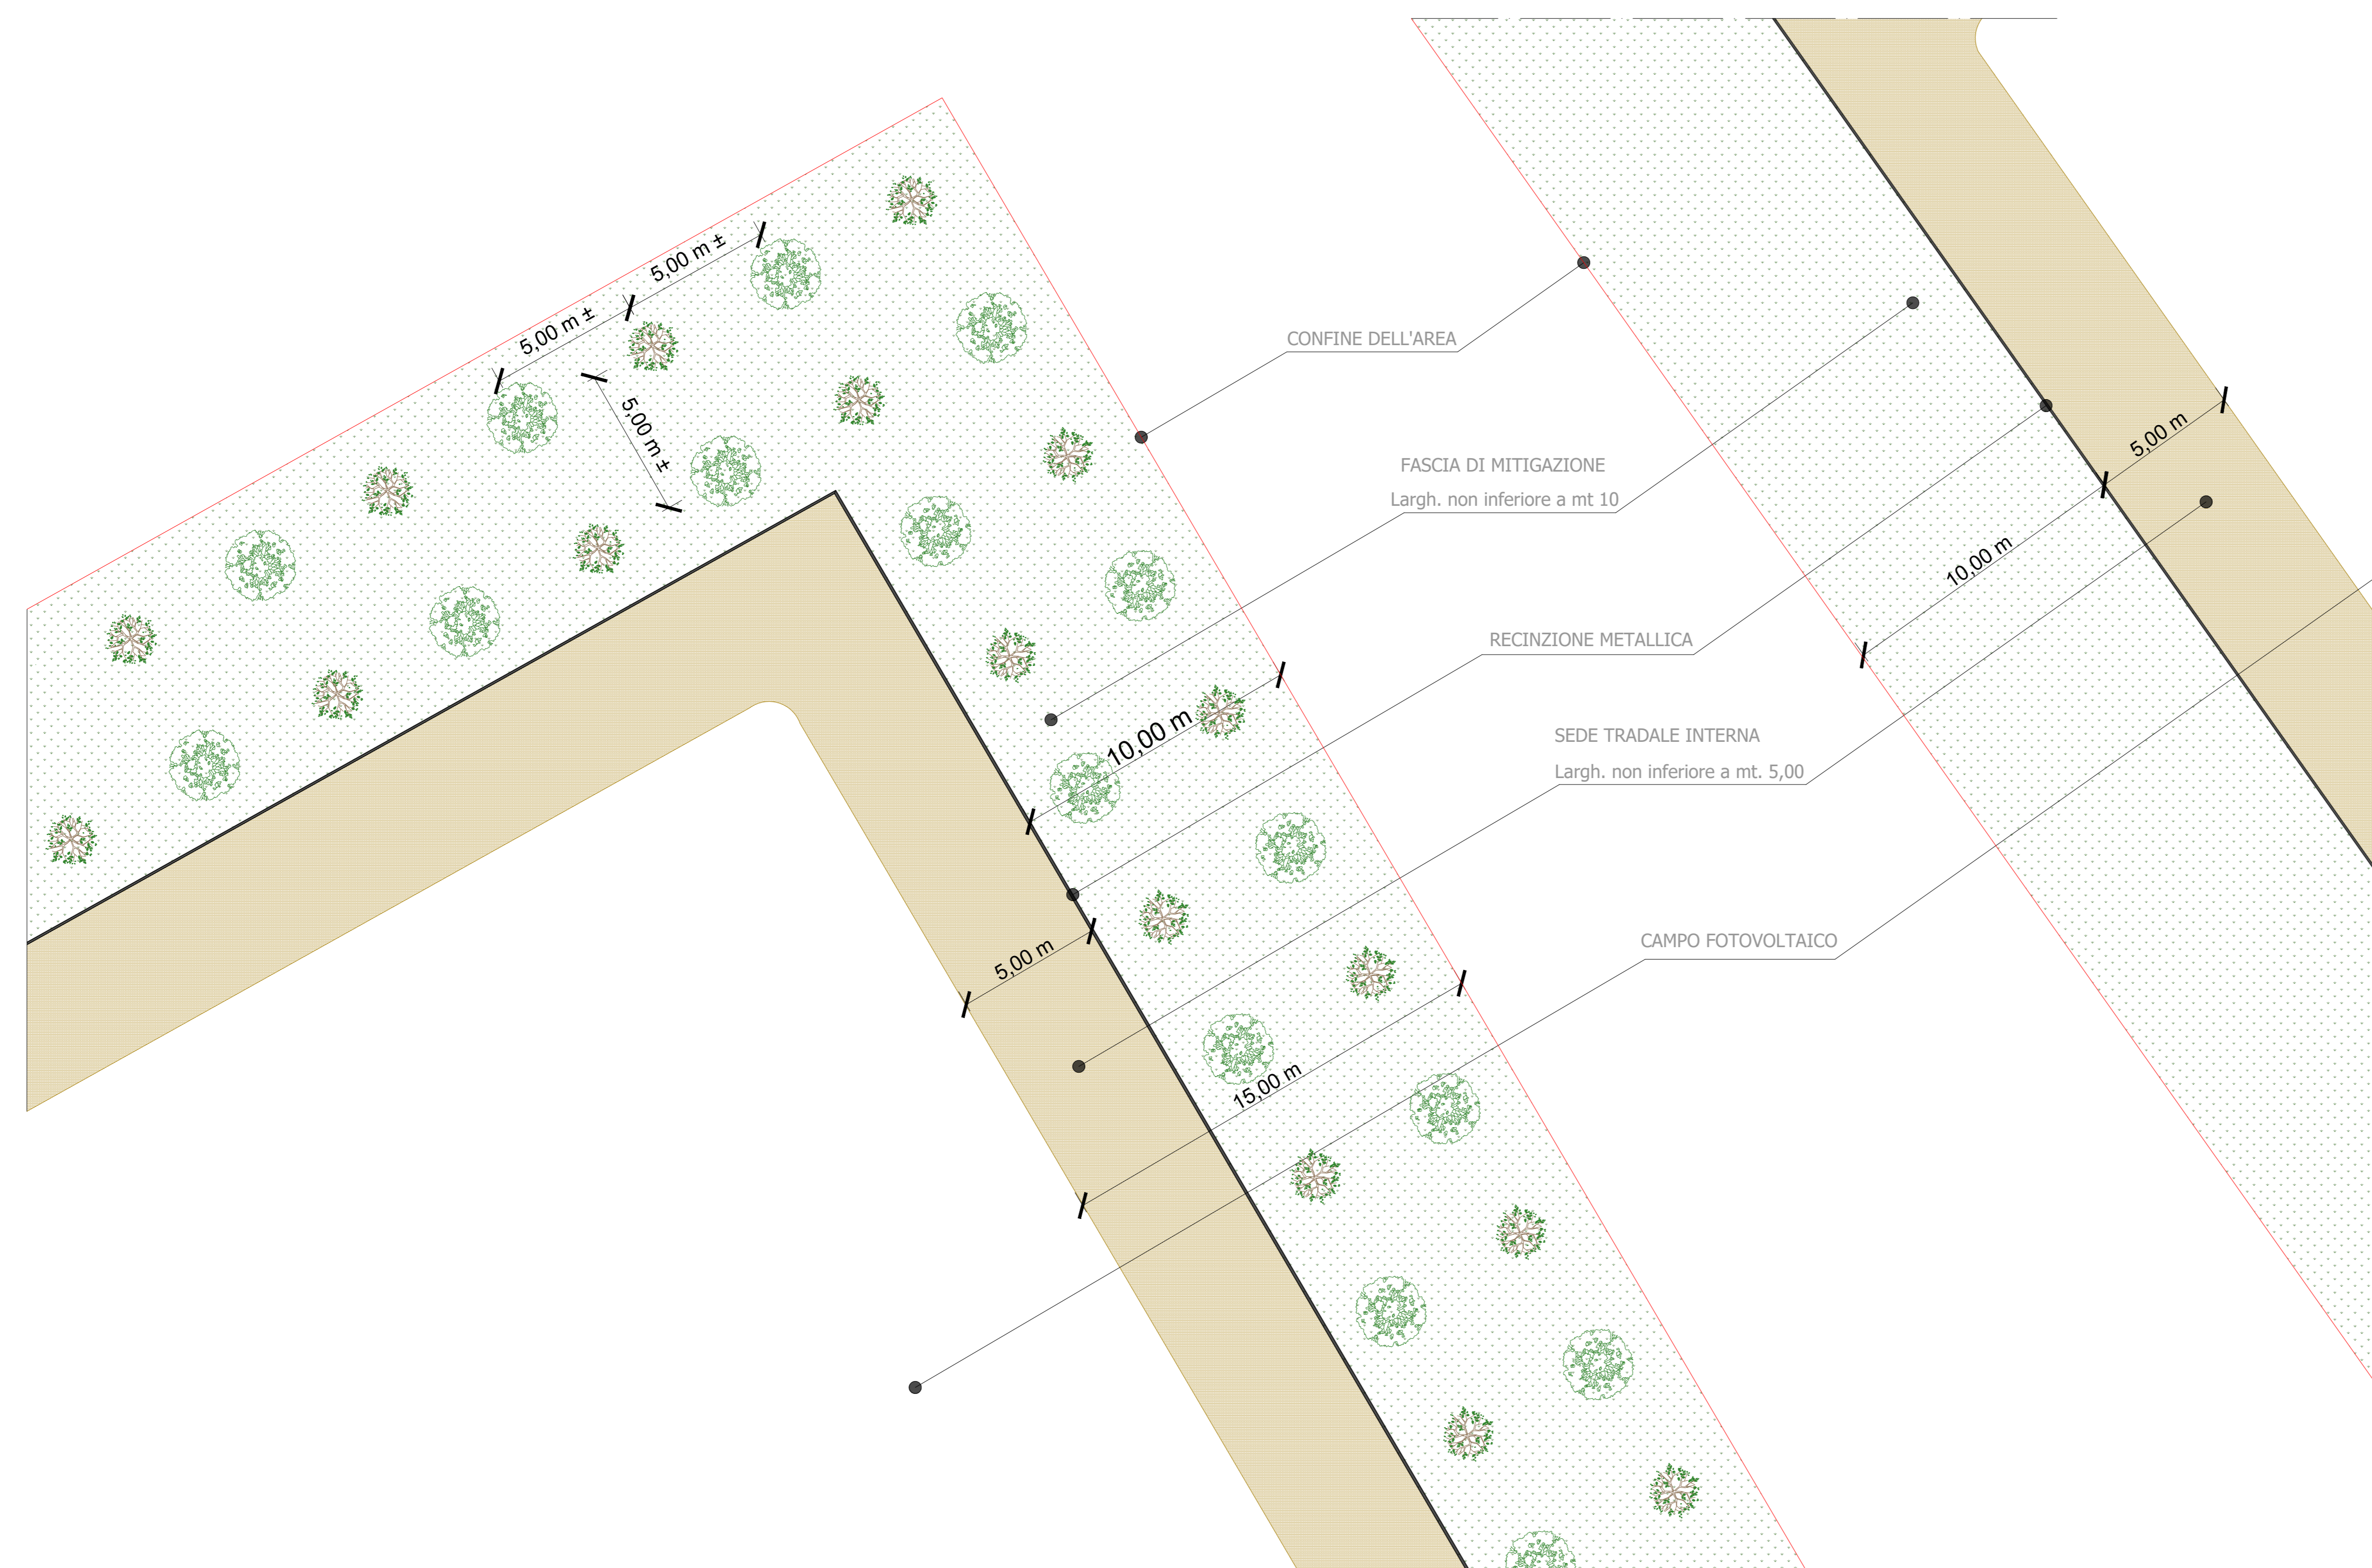 5,00 m ±
5,00 m ±
5,00 m ±
CONFINE DELL'AREA
FASCIA DI MITIGAZIONE
Largh. non inferiore a mt 10
5,00 m
10,00 m
RECINZIONE METALLICA
10,00 m
SEDE TRADALE INTERNA
Largh. non inferiore a mt. 5,00
5,00 m
CAMPO FOTOVOLTAICO
15,00 m